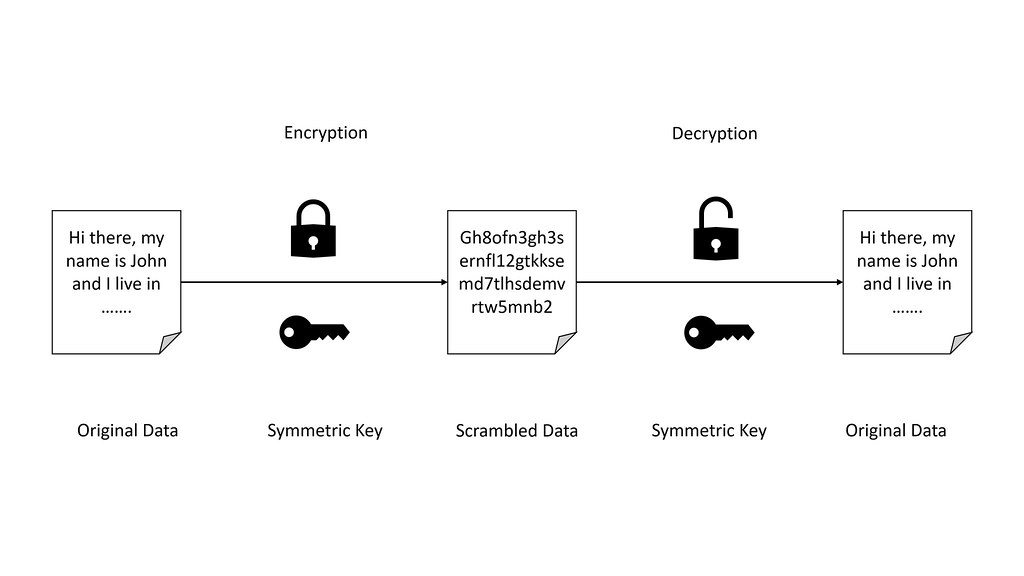 Encryption
Decryption
Hi there, my
name is John
and I live in
…….
Gh8ofn3gh3s
ernfl12gtkkse
md7tlhsdemv
rtw5mnb2
Hi there, my
name is John
and I live in
…….
Original Data
Symmetric Key
Scrambled Data
Symmetric Key
Original Data